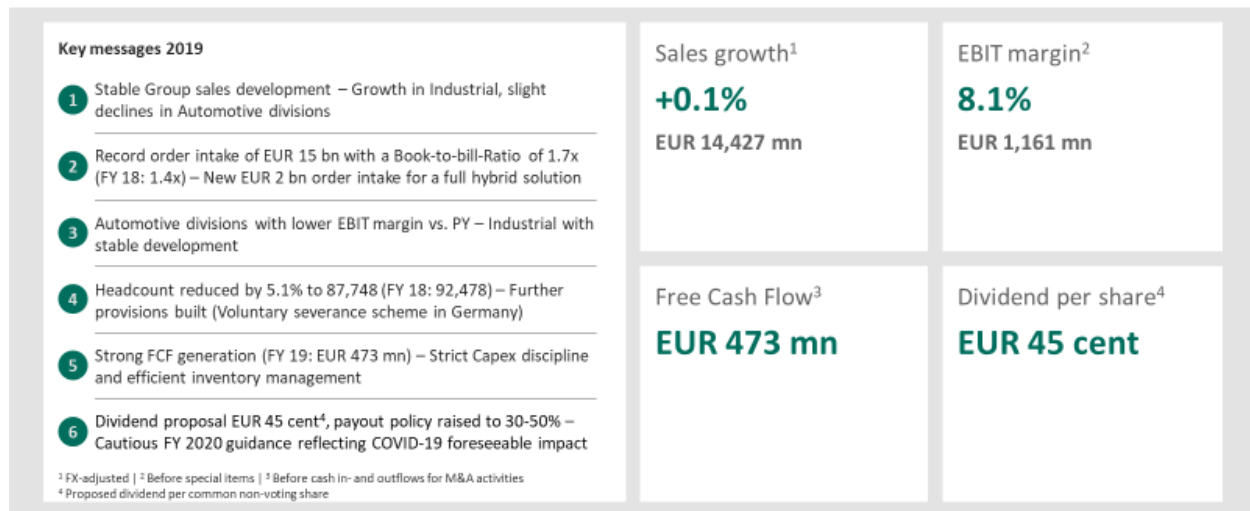 Key messages 2019
1 Stable Group sales development – Growth in Industrial, slight
declines in Automotive divisions
2 Record order intake of EUR 15 bn with a Book-to-bill-Ratio of 1.7x
(FY 18: 1.4x) – New EUR 2 bn order intake for a full hybrid solution
3 Automotive divisions with lower EBIT margin vs. PY – Industrial with
stable development
4 Headcount reduced by 5.1% to 87,748 (FY 18: 92,478) – Further
provisions built (Voluntary severance scheme in Germany)
5 Strong FCF generation (FY 19: EUR 473 mn) – Strict Capex discipline
and efficient inventory management
6 Dividend proposal EUR 45 cent⁴, payout policy raised to 30-50% –
Cautious FY 2020 guidance reflecting COVID-19 foreseeable impact
¹ FX-adjusted | ² Before special items | ³ Before cash in- and outflows for M&A activities
⁴ Proposed dividend per common non-voting share
Sales growth¹
+0.1%
EUR 14,427 mn
EBIT margin²
8.1%
EUR 1,161 mn
Free Cash Flow³
EUR 473 mn
Dividend per share⁴
EUR 45 cent